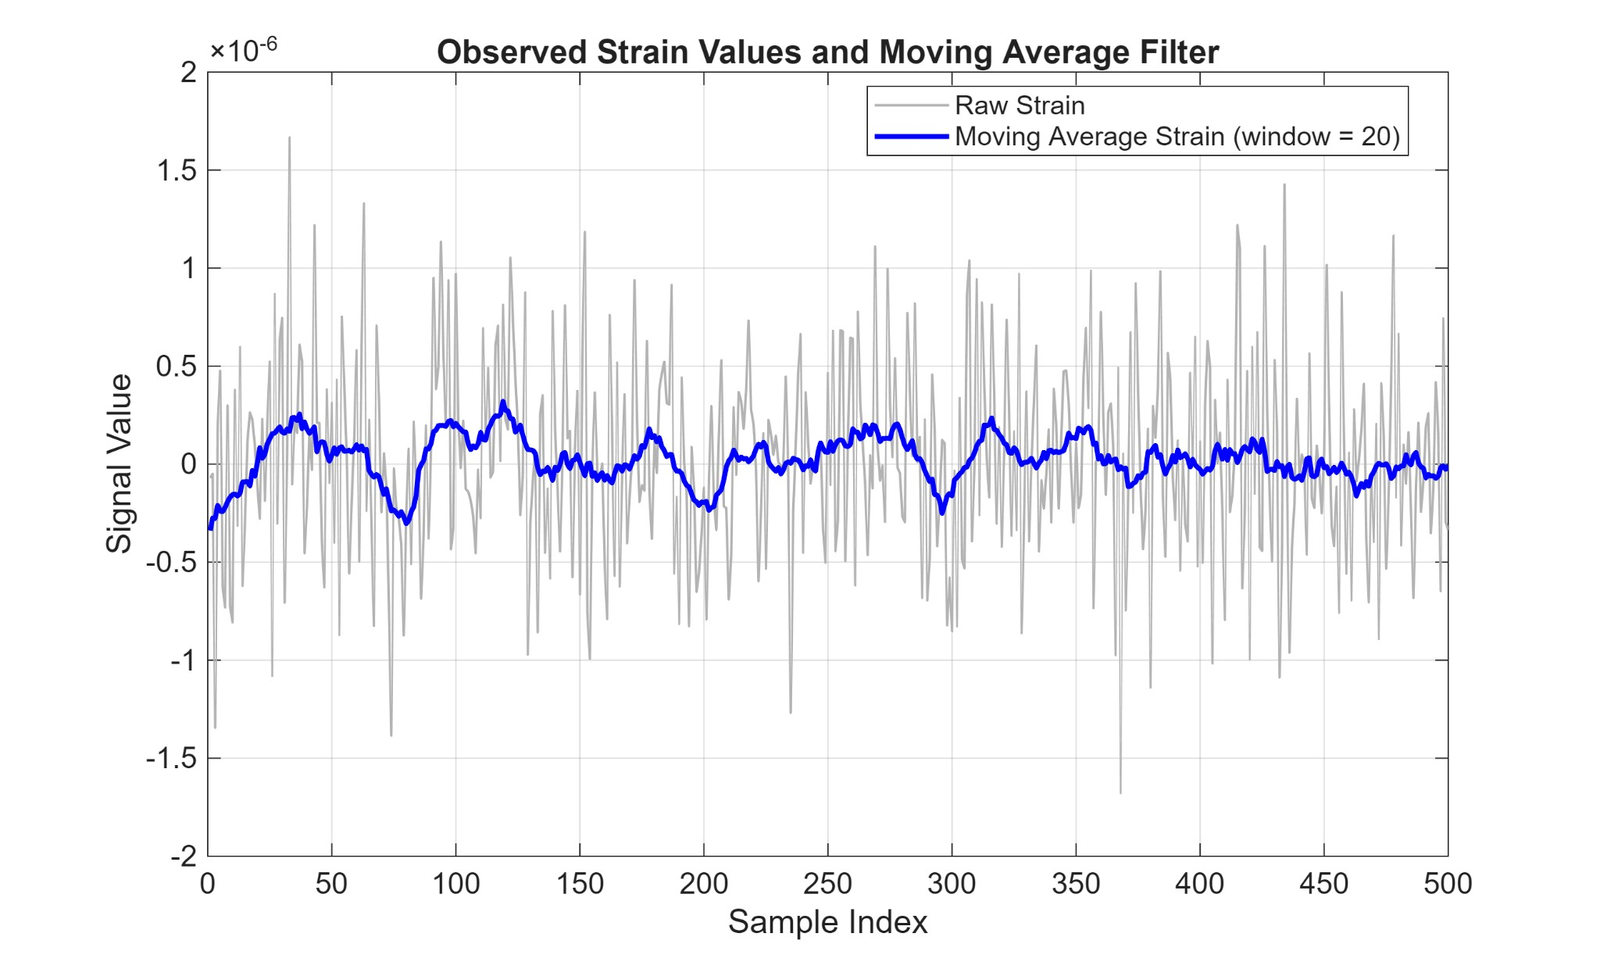 ×10-6
Observed Strain Values and Moving Average Filter
Raw Strain
Moving Average Strain (window = 20)
2
1.5
1
0.5
0
-0.5
-1
-1.5
-2
Signal Value
0 50 100 150 200 250 300 350 400 450 500
Sample Index